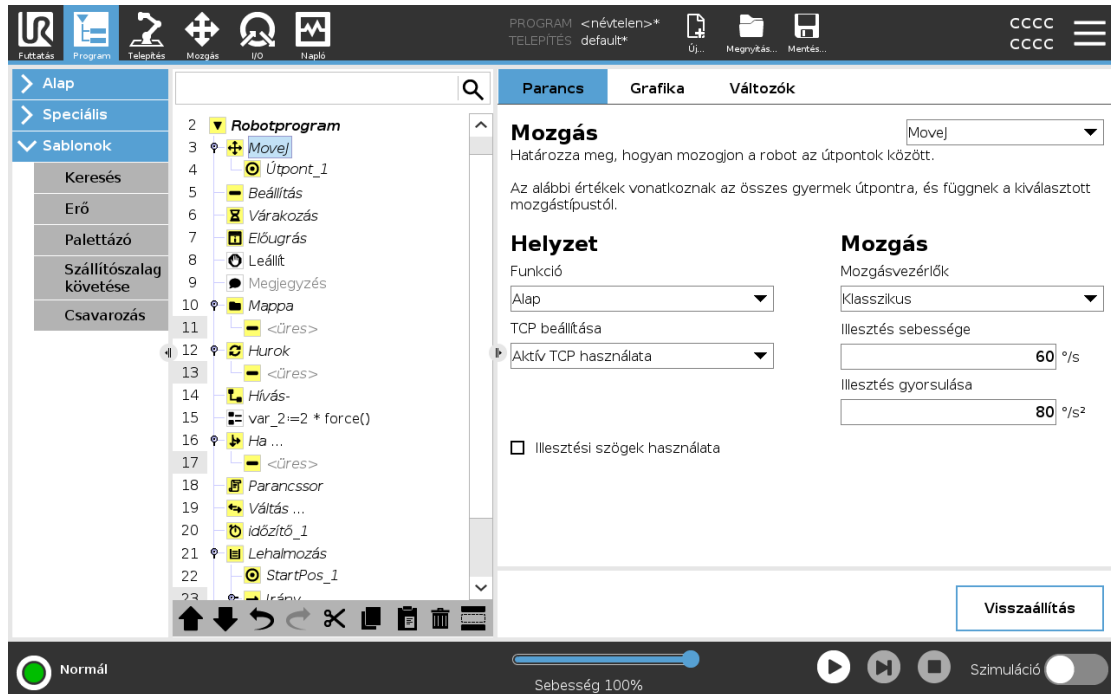 PROGRAM <névtelen>*
TELEPÍTÉS default*
Futtatás
Program
Telepítés
Mozgás
I/O
Napló
Új...
Megnyitás...
Mentés...
CCCC
CCCC
Alap
Speciális
Sablonok
Keresés
Erő
Palettázó
Szállítószalag
követése
Csavarozás
2 Robotprogram
3 MoveJ
4 Útpont_1
5 Beállítás
6 Várakozás
7 Előugrás
8 Leállít
9 Megjegyzés
10 Mappa
11 <üres>
12 Hurok
13 <üres>
14 Hívás-
15 var_2:=2 * force()
16 Ha ...
17 <üres>
18 Parancssor
19 Váltás ...
20 időzítő_1
21 Lehalmozás
22 StartPos_1
23 Irány
Parancs Grafika Változók
Mozgás
MoveJ
Határozza meg, hogyan mozogjon a robot az útpontok között.
Az alábbi értékek vonatkoznak az összes gyermek útpontra, és függnek a kiválasztott
mozgástípustól.
Helyzet
Funkció
Alap
TCP beállítása
Aktív TCP használata
Illesztési szögek használata
Mozgás
Mozgásvezérlők
Klasszikus
Illesztés sebessége
60 °/s
Illesztés gyorsulása
80 °/s²
Visszaállítás
Normál
Sebesség 100%
Szimuláció